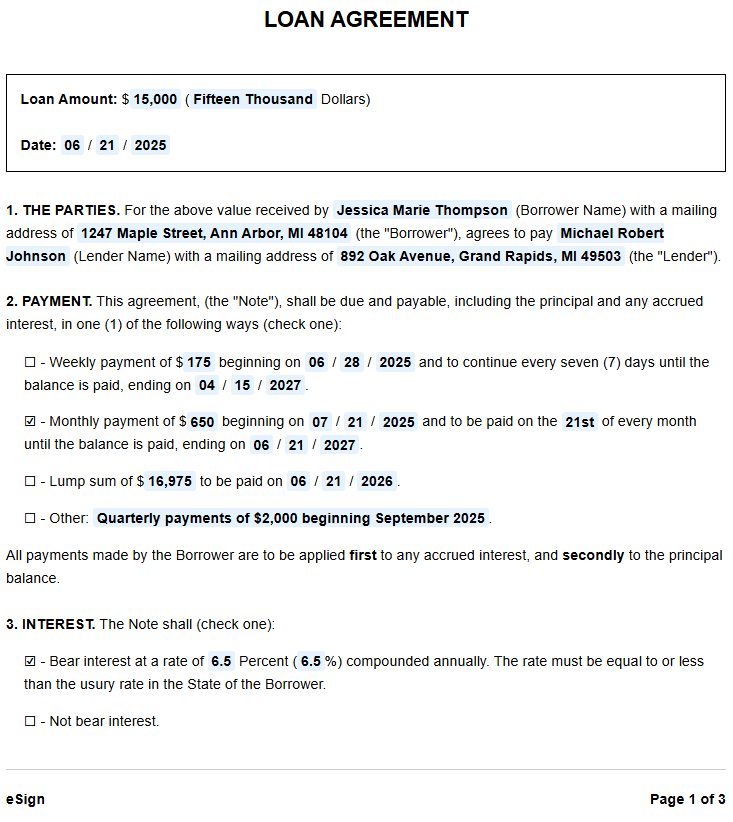 LOAN AGREEMENT
Loan Amount: $ 15,000 ( Fifteen Thousand Dollars)
Date: 06 / 21 / 2025
1. THE PARTIES. For the above value received by Jessica Marie Thompson (Borrower Name) with a mailing
address of 1247 Maple Street, Ann Arbor, MI 48104 (the "Borrower"), agrees to pay Michael Robert
Johnson (Lender Name) with a mailing address of 892 Oak Avenue, Grand Rapids, MI 49503 (the "Lender").
2. PAYMENT. This agreement, (the "Note"), shall be due and payable, including the principal and any accrued
interest, in one (1) of the following ways (check one):
☐ - Weekly payment of $ 175 beginning on 06 / 28 / 2025 and to continue every seven (7) days until the
balance is paid, ending on 04 / 15 / 2027 .
☑ - Monthly payment of $ 650 beginning on 07 / 21 / 2025 and to be paid on the 21st of every month
until the balance is paid, ending on 06 / 21 / 2027 .
☐ - Lump sum of $ 16,975 to be paid on 06 / 21 / 2026 .
☐ - Other: Quarterly payments of $2,000 beginning September 2025 .
All payments made by the Borrower are to be applied first to any accrued interest, and secondly to the principal
balance.
3. INTEREST. The Note shall (check one):
☑ - Bear interest at a rate of 6.5 Percent ( 6.5 %) compounded annually. The rate must be equal to or less
than the usury rate in the State of the Borrower.
☐ - Not bear interest.
eSign
Page 1 of 3